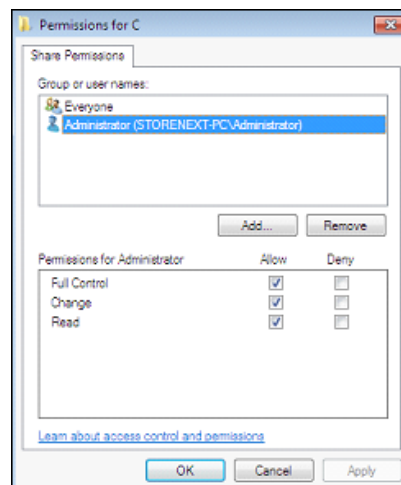 Permissions for C
Share Permissions
Group or user names:
Everyone
Administrator (STORENEXT-PC\Administrator)
Add... Remove
Permissions for Administrator Allow Deny
Full Control
Change
Read
Learn about access control and permissions
OK Cancel Apply